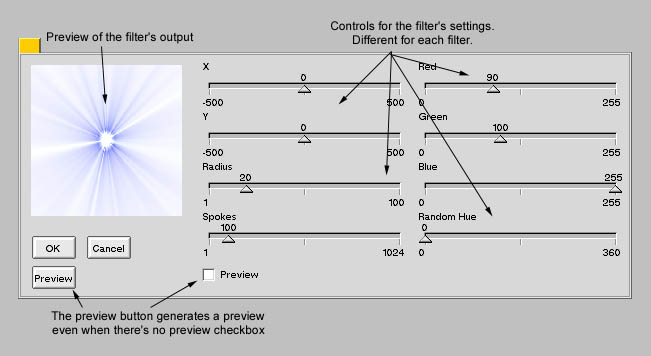 Controls for the filter's settings.
Different for each filter.
Preview of the filter's output
X
0
-500 500
Y
0
-500 500
Radius
20
1 100
Spokes
100
1 1024
Red
90
0 255
Green
100
0 255
Blue
255
0 255
Random Hue
0
0 360
OK Cancel
Preview
Preview
The preview button generates a preview
even when there's no preview checkbox